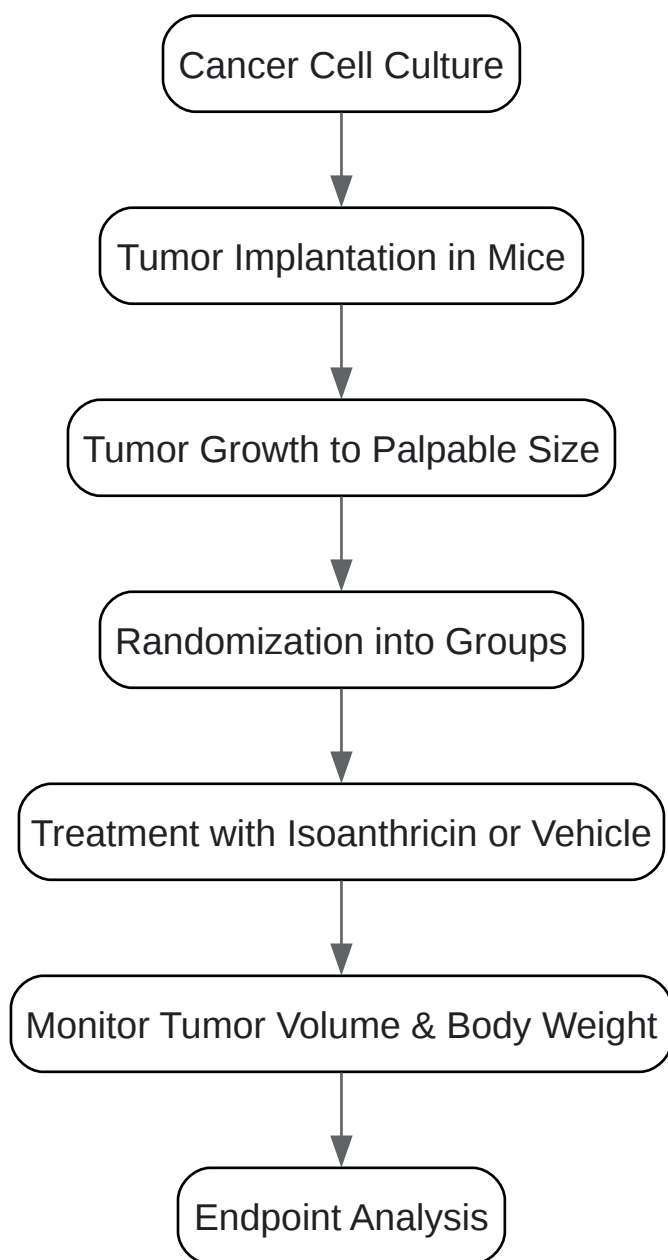 Cancer Cell Culture
Tumor Implantation in Mice
Tumor Growth to Palpable Size
Randomization into Groups
Treatment with Isoanthricin or Vehicle
Monitor Tumor Volume & Body Weight
Endpoint Analysis